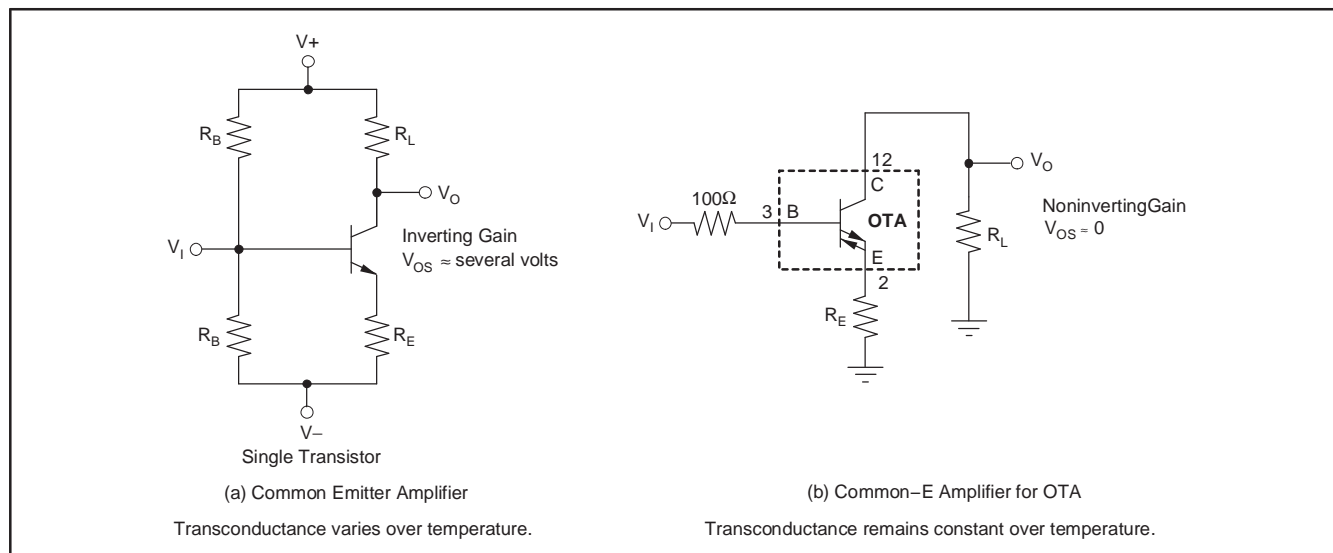 V+
R_B
R_L
V_O
V_I
Inverting Gain
V_OS ≈ several volts
R_B
R_E
V−
Single Transistor
(a) Common Emitter Amplifier
Transconductance varies over temperature.
12
C
V_O
100Ω
3
B
OTA
V_I
NoninvertingGain
V_OS ≈ 0
R_L
E
2
R_E
(b) Common−E Amplifier for OTA
Transconductance remains constant over temperature.